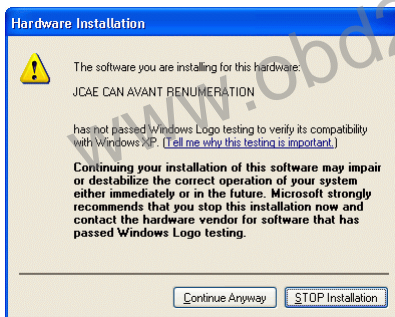 Hardware Installation
www.obd2
The software you are installing for this hardware:
JCAE CAN AVANT RENUMERATION
has not passed Windows Logo testing to verify its compatibility
with Windows XP. (Tell me why this testing is important.)
Continuing your installation of this software may impair
or destabilize the correct operation of your system
either immediately or in the future. Microsoft strongly
recommends that you stop this installation now and
contact the hardware vendor for software that has
passed Windows Logo testing.
Continue Anyway
STOP Installation